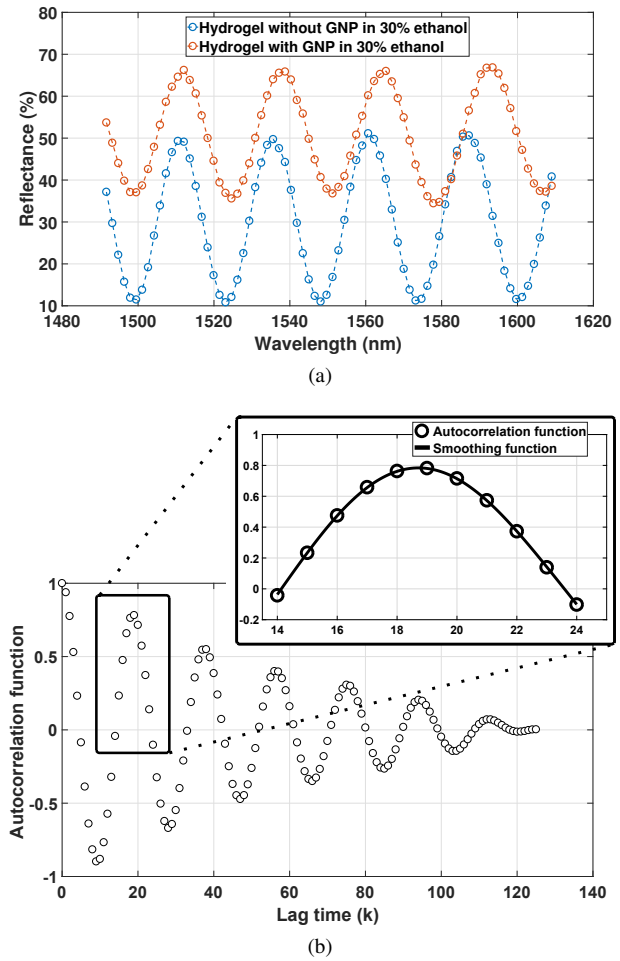 80
70
60
50
40
30
20
10
Reflectance (%)
Hydrogel without GNP in 30% ethanol
Hydrogel with GNP in 30% ethanol
1480 1500 1520 1540 1560 1580 1600 1620
Wavelength (nm)
(a)
Autocorrelation function
Smoothing function
1
0.8
0.6
0.4
0.2
0
-0.2
14 16 18 20 22 24
1
0.5
0
-0.5
-1
Autocorrelation function
0 20 40 60 80 100 120 140
Lag time (k)
(b)